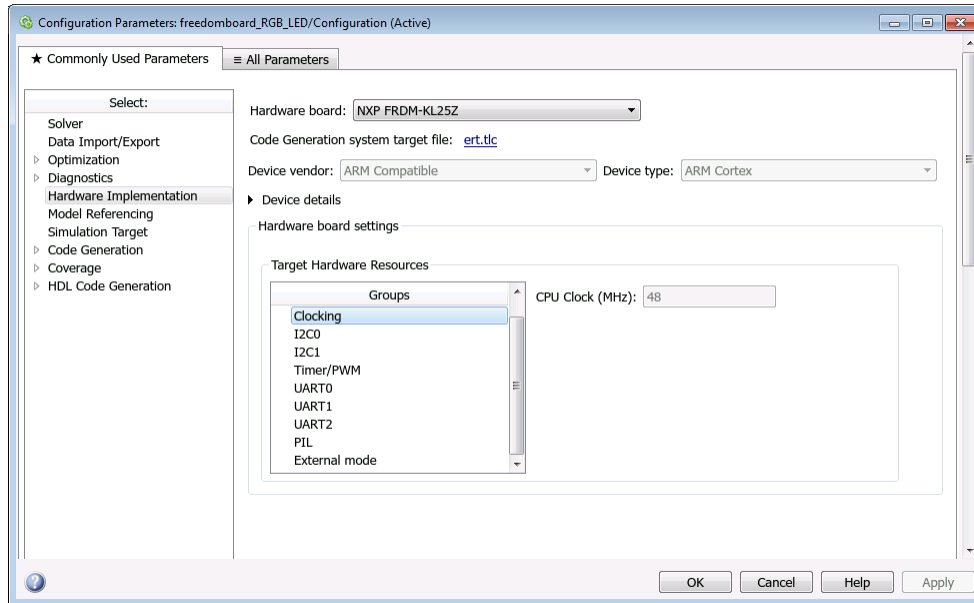 Configuration Parameters: freedomboard_RGB_LED/Configuration (Active)
★ Commonly Used Parameters
≡ All Parameters
Select:
Solver
Data Import/Export
Optimization
Diagnostics
Hardware Implementation
Model Referencing
Simulation Target
Code Generation
Coverage
HDL Code Generation
Hardware board: NXP FRDM-KL25Z
Code Generation system target file: ert.tlc
Device vendor: ARM Compatible Device type: ARM Cortex
Device details
Hardware board settings
Target Hardware Resources
Groups
Clocking
I2C0
I2C1
Timer/PWM
UART0
UART1
UART2
PIL
External mode
CPU Clock (MHz): 48
?
OK Cancel Help Apply